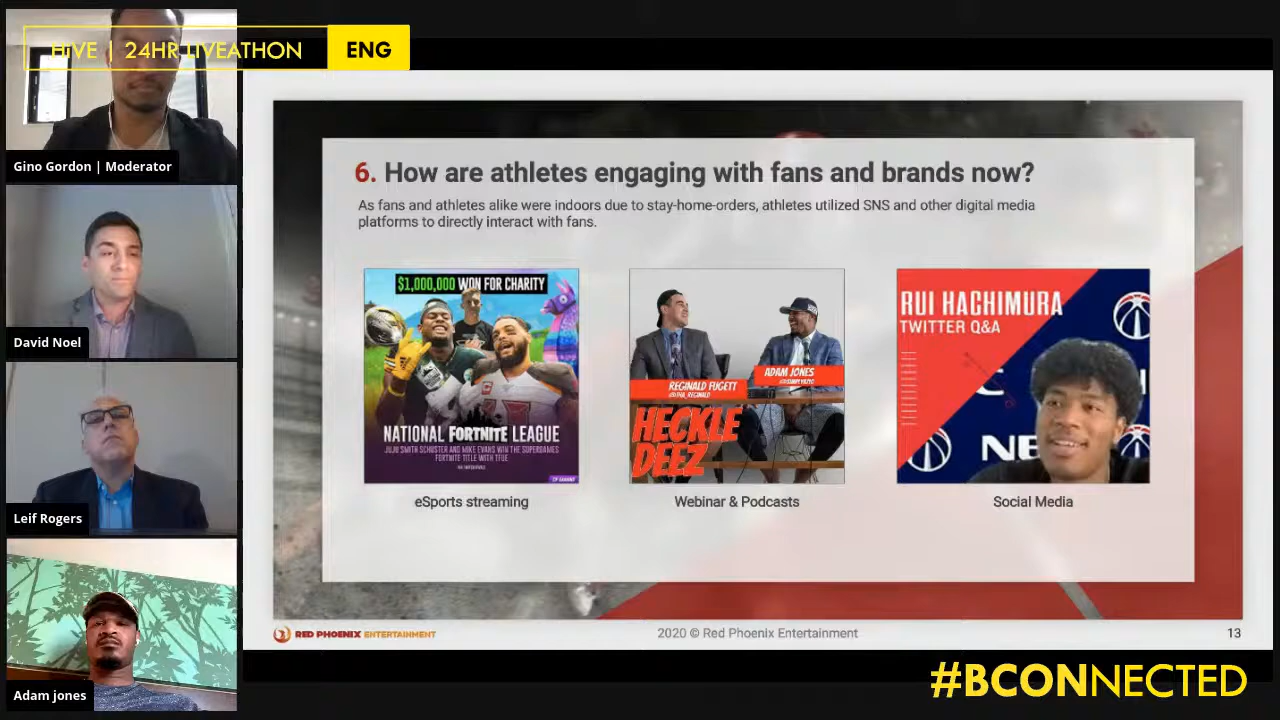 HIVE | 24HR LIVEATHON
ENG
Gino Gordon | Moderator
David Noel
Leif Rogers
Adam jones
6. How are athletes engaging with fans and brands now?
As fans and athletes alike were indoors due to stay-home-orders, athletes utilized SNS and other digital media
platforms to directly interact with fans.
$1,000,000 WON FOR CHARITY
NATIONAL FORTNITE LEAGUE
JUJU SMITH SCHUSTER AND MIKE EVANS WIN THE SUPERGAMES
FORTNITE TITLE WITH TFUE
eSports streaming
REGINALD FUGETT
ADAM JONES
HECKLE
DEEZ
Webinar & Podcasts
RUI HACHIMURA
TWITTER Q&A
Social Media
RED PHOENIX ENTERTAINMENT
2020 © Red Phoenix Entertainment
13
#BCONNECTED